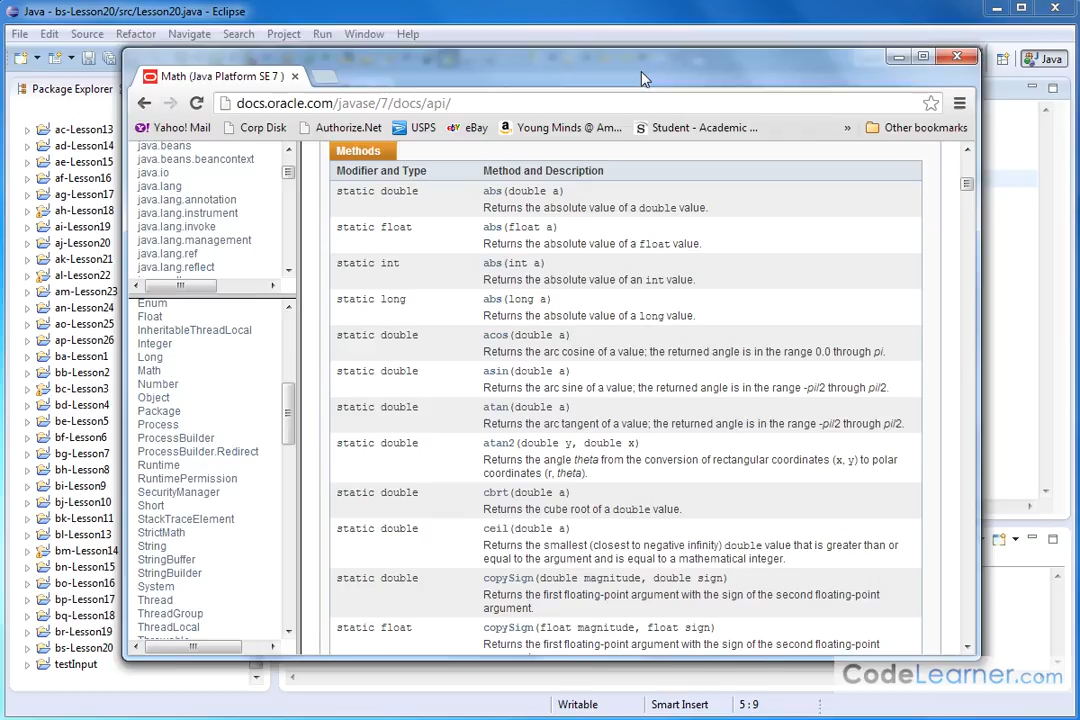 Java - bs-Lesson20/src/Lesson20.java - Eclipse
File Edit Source Refactor Navigate Search Project Run Window Help
Java
Package Explorer
ac-Lesson13
ad-Lesson14
ae-Lesson15
af-Lesson16
ag-Lesson17
ah-Lesson18
ai-Lesson19
aj-Lesson20
ak-Lesson21
al-Lesson22
am-Lesson23
an-Lesson24
ao-Lesson25
ap-Lesson26
ba-Lesson1
bb-Lesson2
bc-Lesson3
bd-Lesson4
be-Lesson5
bf-Lesson6
bg-Lesson7
bh-Lesson8
bi-Lesson9
bj-Lesson10
bk-Lesson11
bl-Lesson13
bm-Lesson14
bn-Lesson15
bo-Lesson16
bp-Lesson17
bq-Lesson18
br-Lesson19
bs-Lesson20
testInput
Math (Java Platform SE 7 )
docs.oracle.com/javase/7/docs/api/
Yahoo! Mail Corp Disk Authorize.Net USPS eBay Young Minds @ Am... Student - Academic ... » Other bookmarks
java.beans
java.beans.beancontext
java.io
java.lang
java.lang.annotation
java.lang.instrument
java.lang.invoke
java.lang.management
java.lang.ref
java.lang.reflect
Enum
Float
InheritableThreadLocal
Integer
Long
Math
Number
Object
Package
Process
ProcessBuilder
ProcessBuilder.Redirect
Runtime
RuntimePermission
SecurityManager
Short
StackTraceElement
StrictMath
String
StringBuffer
StringBuilder
System
Thread
ThreadGroup
ThreadLocal
Throwable
Methods
Modifier and Type Method and Description
static double abs(double a)
Returns the absolute value of a double value.
static float abs(float a)
Returns the absolute value of a float value.
static int abs(int a)
Returns the absolute value of an int value.
static long abs(long a)
Returns the absolute value of a long value.
static double acos(double a)
Returns the arc cosine of a value; the returned angle is in the range 0.0 through pi.
static double asin(double a)
Returns the arc sine of a value; the returned angle is in the range -pi/2 through pi/2.
static double atan(double a)
Returns the arc tangent of a value; the returned angle is in the range -pi/2 through pi/2.
static double atan2(double y, double x)
Returns the angle theta from the conversion of rectangular coordinates (x, y) to polar
coordinates (r, theta).
static double cbrt(double a)
Returns the cube root of a double value.
static double ceil(double a)
Returns the smallest (closest to negative infinity) double value that is greater than or
equal to the argument and is equal to a mathematical integer.
static double copySign(double magnitude, double sign)
Returns the first floating-point argument with the sign of the second floating-point
argument.
static float copySign(float magnitude, float sign)
Returns the first floating-point argument with the sign of the second floating-point
CodeLearner.com
Writable Smart Insert 5 : 9